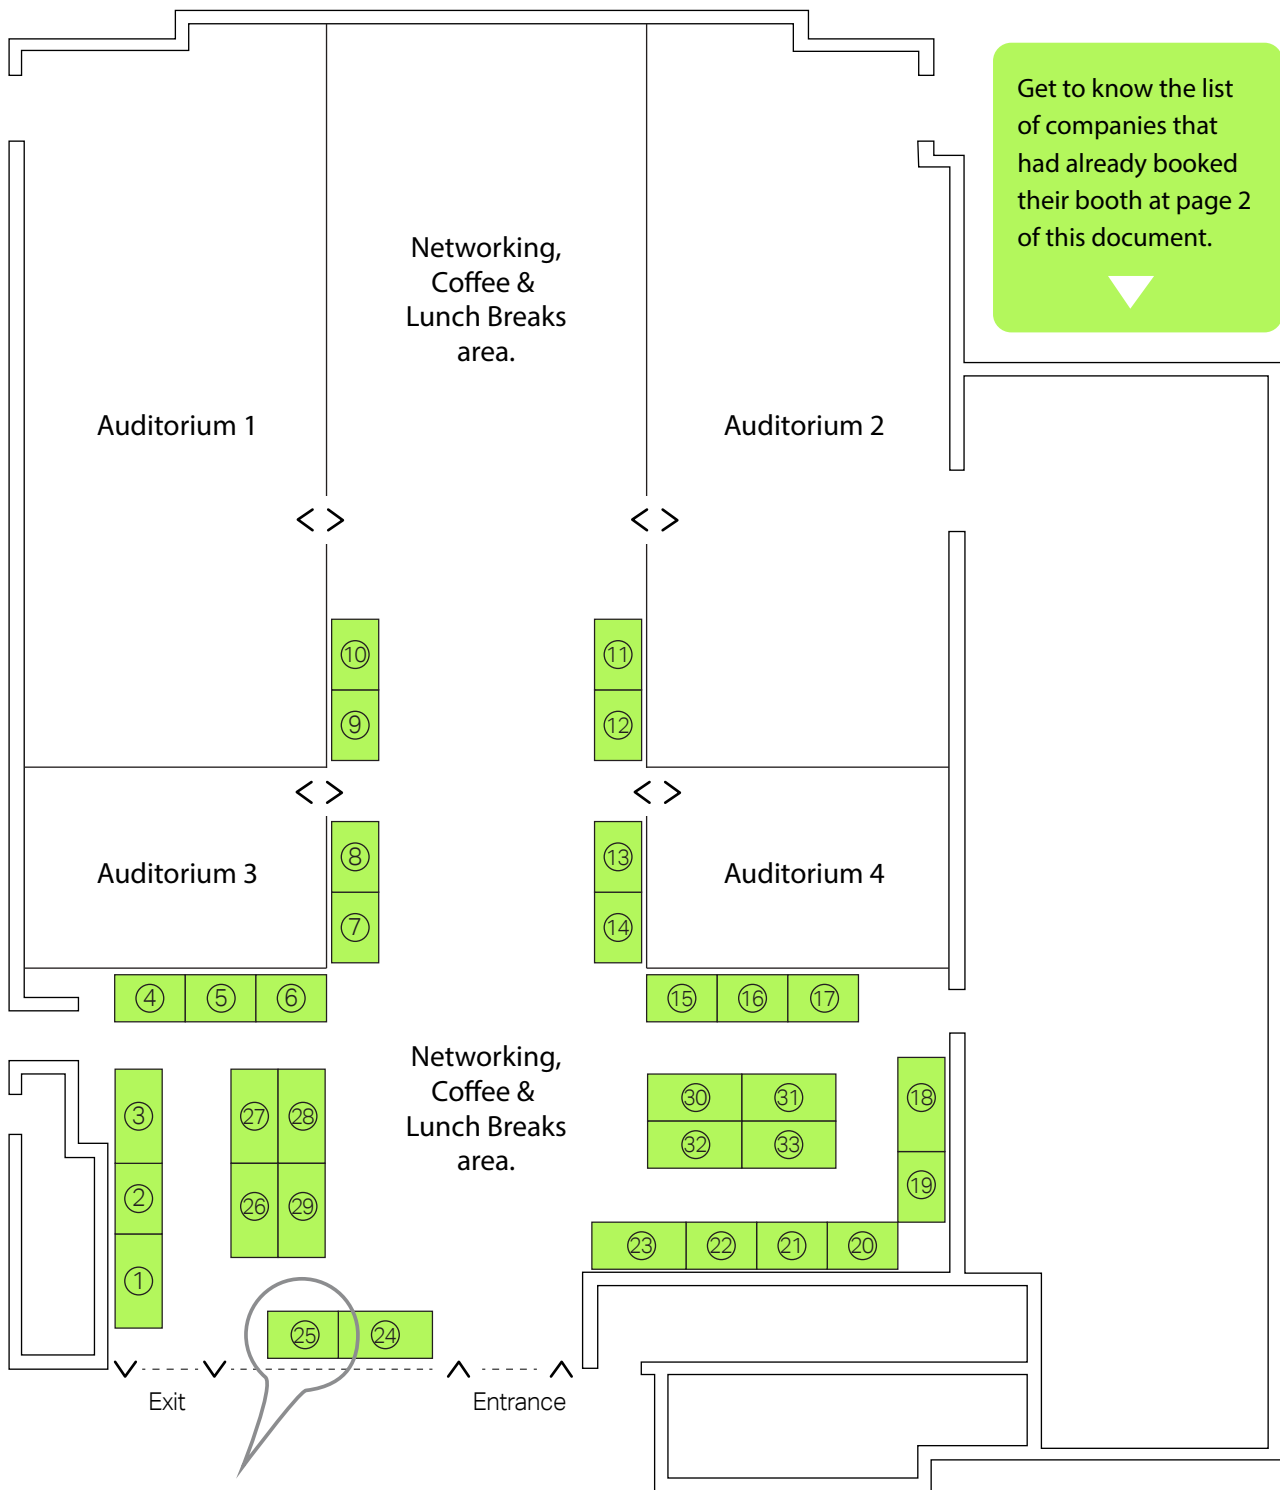 Get to know the list
of companies that
had already booked
their booth at page 2
of this document.
Networking,
Coffee &
Lunch Breaks
area.
Auditorium 1
Auditorium 2
10
11
9
12
Auditorium 3
Auditorium 4
8
13
7
14
4 5 6
15 16 17
Networking,
Coffee &
Lunch Breaks
area.
3
27 28
30 31
18
32 33
2
26 29
19
1
23 22 21 20
25 24
Exit
Entrance